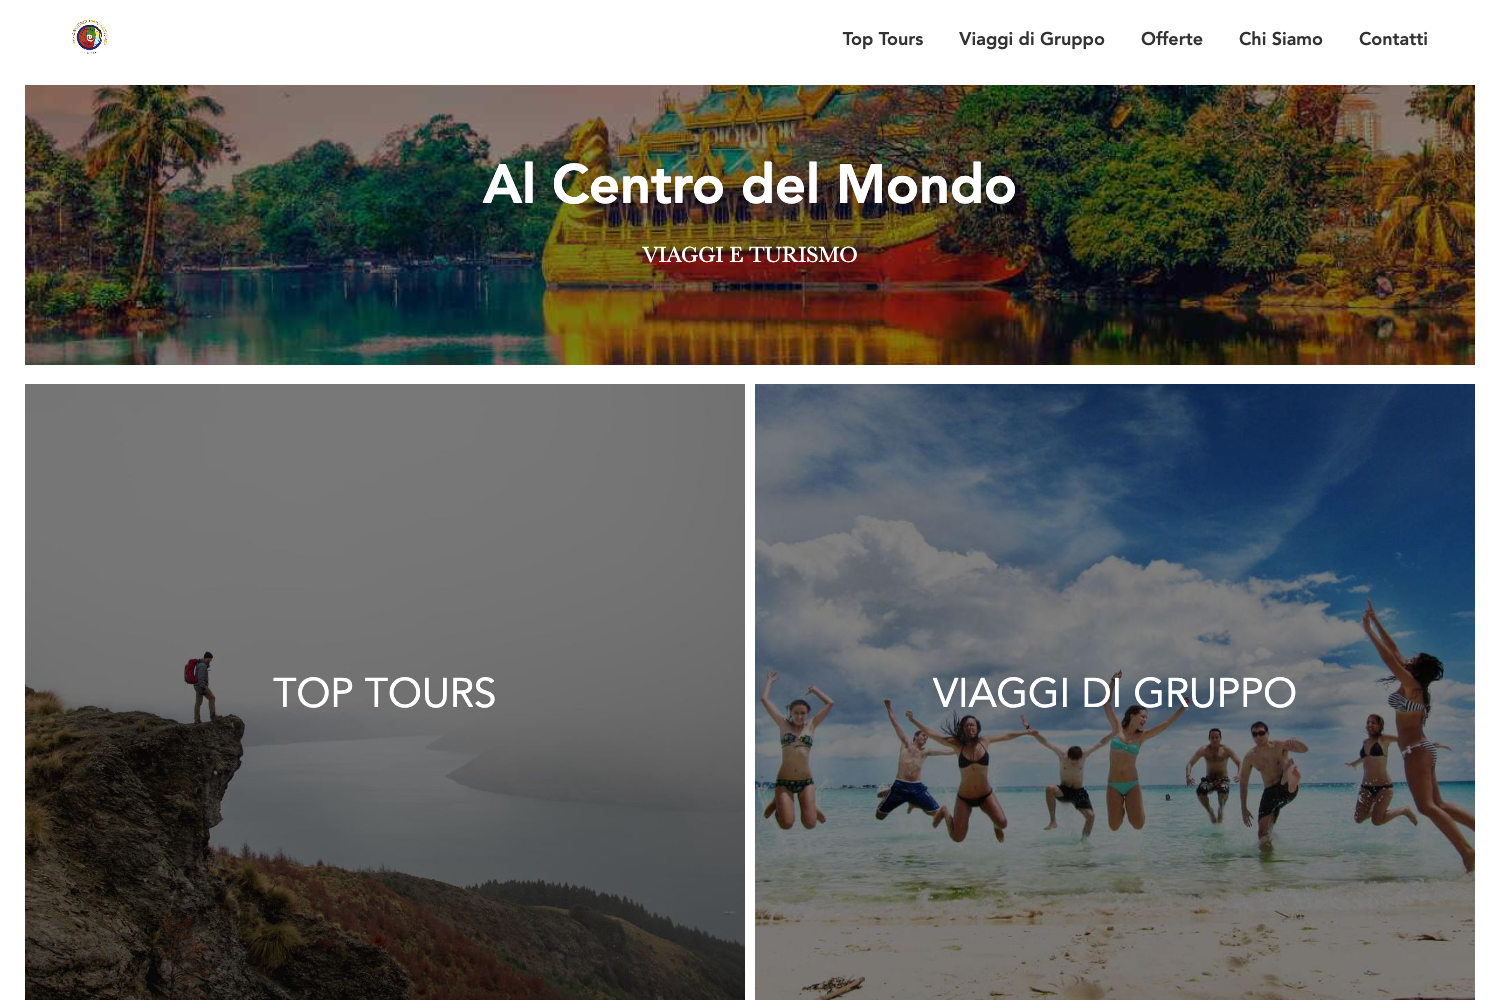 Top Tours
Viaggi di Gruppo
Offerte
Chi Siamo
Contatti
Al Centro del Mondo
VIAGGI E TURISMO
TOP TOURS
VIAGGI DI GRUPPO